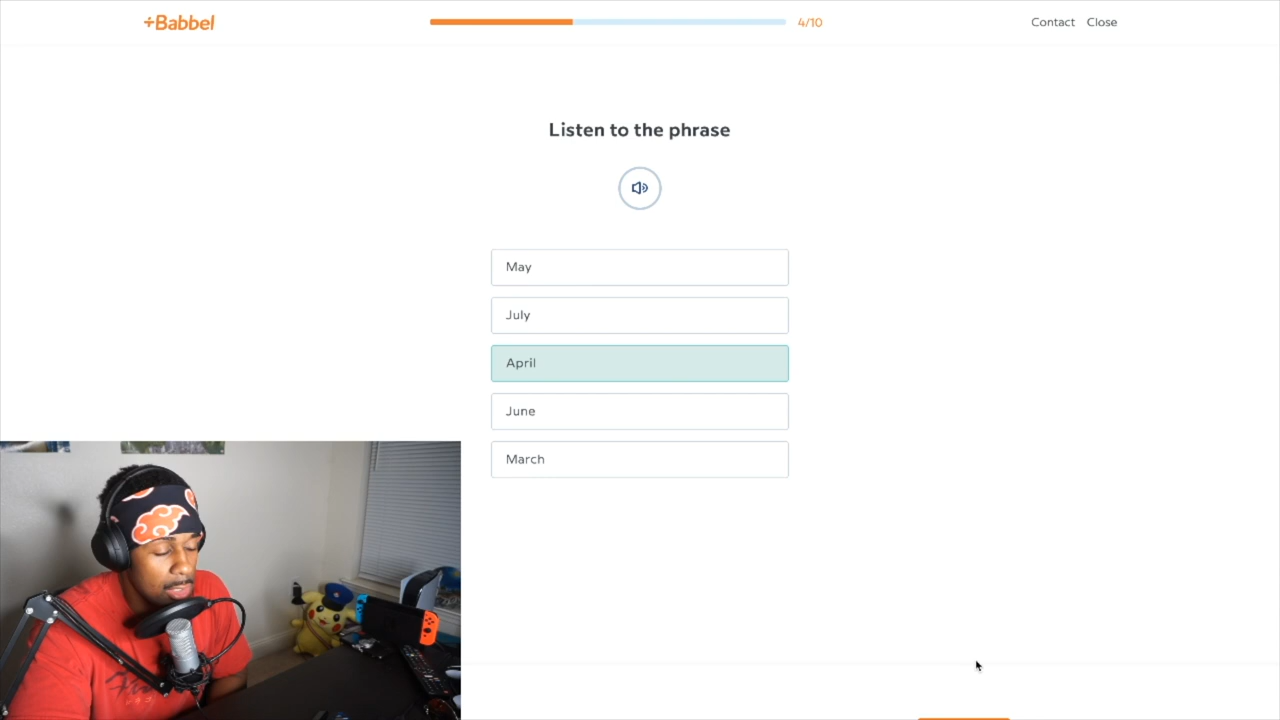 +Babbel
4/10
Contact
Close
Listen to the phrase
May
July
April
June
March